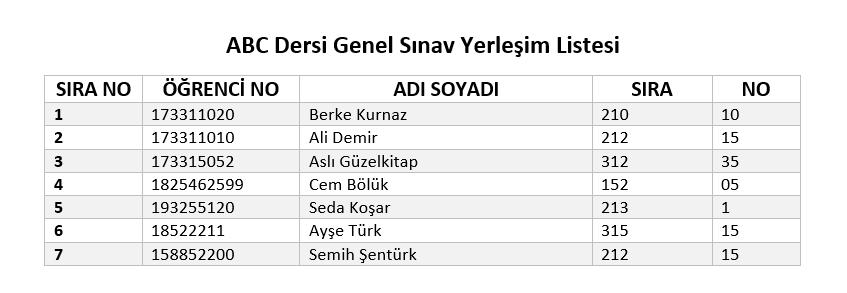 ABC Dersi Genel Sınav Yerleşim Listesi
SIRA NO ÖĞRENCİ NO ADI SOYADI SIRA NO
1 173311020 Berke Kurnaz 210 10
2 173311010 Ali Demir 212 15
3 173315052 Aslı Güzelkitap 312 35
4 1825462599 Cem Bölük 152 05
5 193255120 Seda Koşar 213 1
6 18522211 Ayşe Türk 315 15
7 158852200 Semih Şentürk 212 15